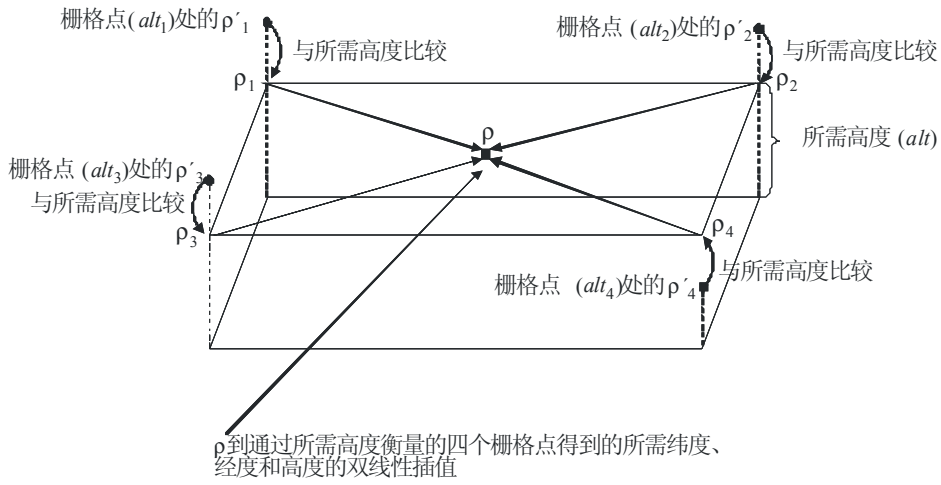 栅格点(alt₁)处的ρ′₁
栅格点 (alt₂)处的ρ′₂
与所需高度比较
与所需高度比较
ρ₁
ρ₂
ρ
所需高度 (alt)
栅格点 (alt₃)处的ρ′₃
与所需高度比较
ρ₃
ρ₄
与所需高度比较
栅格点 (alt₄)处的ρ′₄
ρ到通过所需高度衡量的四个栅格点得到的所需纬度、
经度和高度的双线性插值